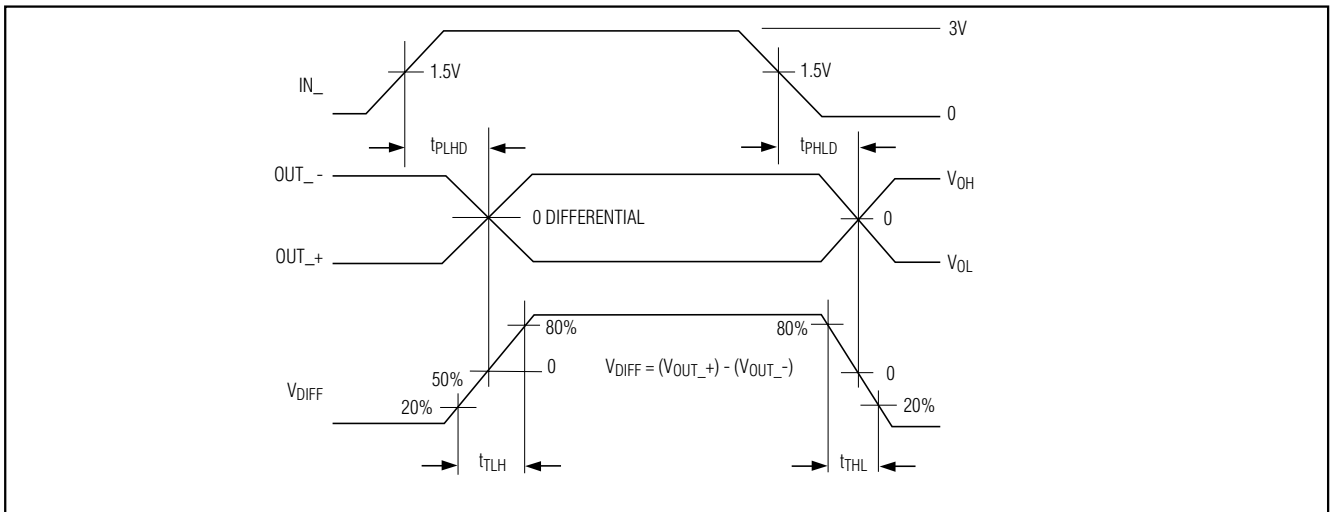 3V
1.5V 1.5V
IN_
0
tPLHD tPHLD
OUT_ - VOH
0 DIFFERENTIAL 0
OUT_+ VOL
80% 80%
50% 0 VDIFF = (VOUT_+) - (VOUT_-) 0
VDIFF
20% 20%
tTLH tTHL